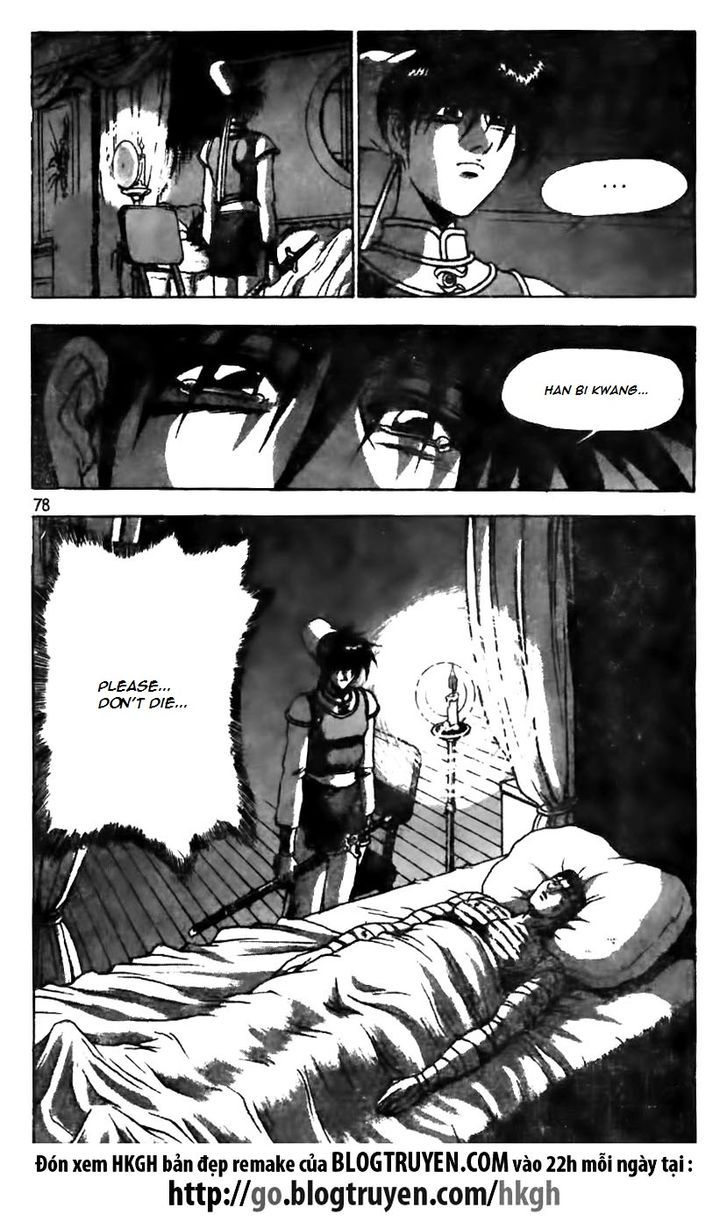 ...
HAN BI KWANG...
78
PLEASE...
DON'T DIE...
Đón xem HKGH bản đẹp remake của BLOGTRUYEN.COM vào 22h mỗi ngày tại :
http://go.blogtruyen.com/hkgh